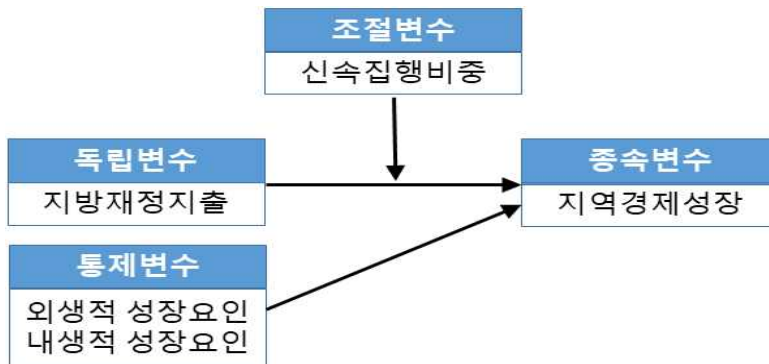 조절변수
신속집행비중
독립변수
지방재정지출
종속변수
지역경제성장
통제변수
외생적 성장요인
내생적 성장요인